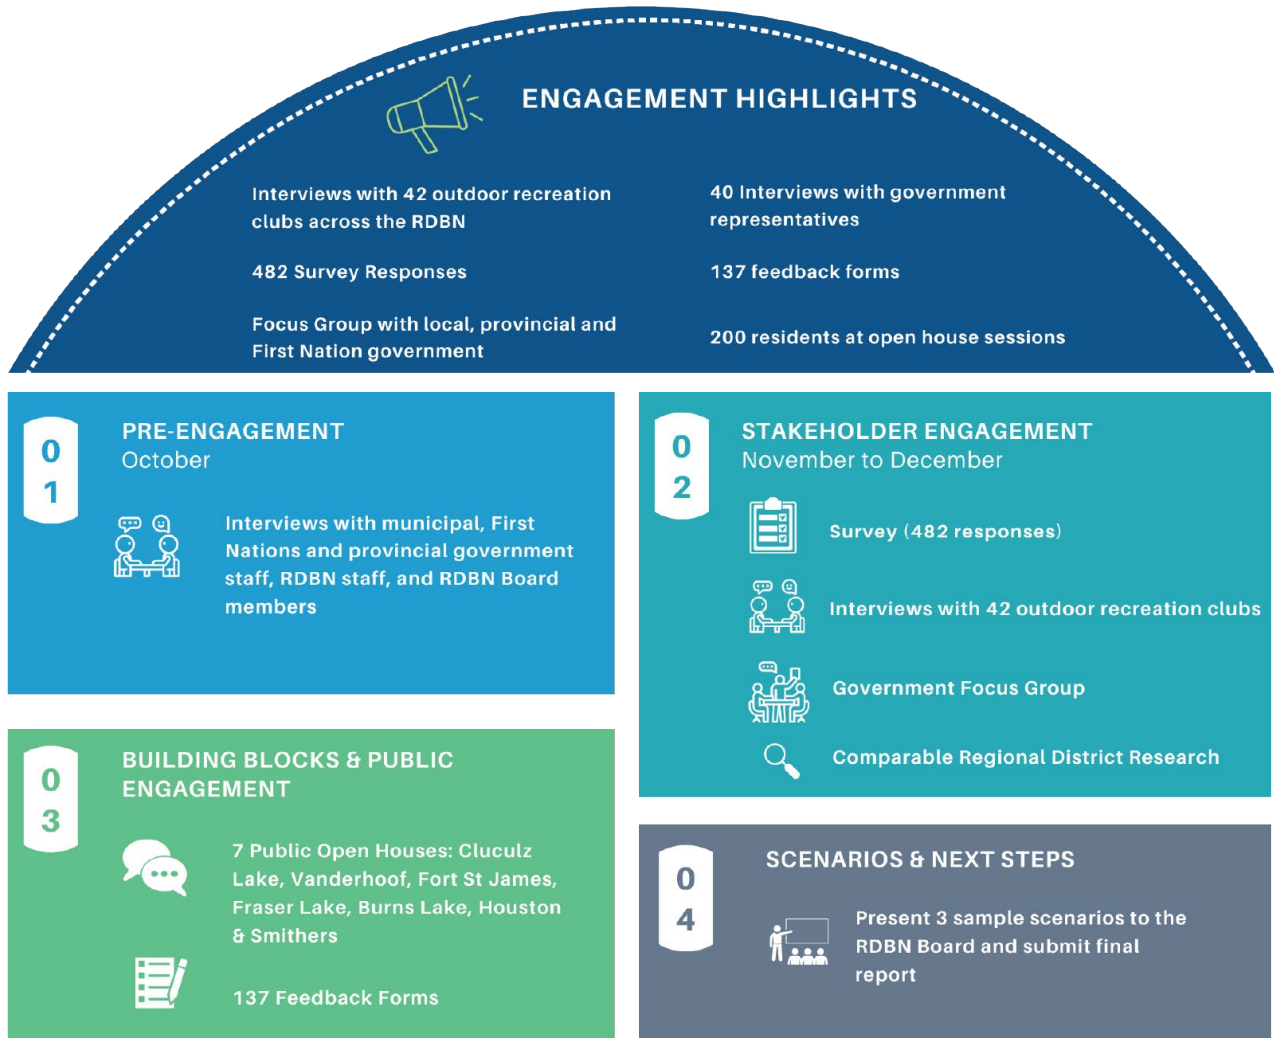 ENGAGEMENT HIGHLIGHTS
Interviews with 42 outdoor recreation
clubs across the RDBN
482 Survey Responses
Focus Group with local, provincial and
First Nation government
40 Interviews with government
representatives
137 feedback forms
200 residents at open house sessions
0
1
PRE-ENGAGEMENT
October
Interviews with municipal, First
Nations and provincial government
staff, RDBN staff, and RDBN Board
members
0
2
STAKEHOLDER ENGAGEMENT
November to December
Survey (482 responses)
Interviews with 42 outdoor recreation clubs
Government Focus Group
Comparable Regional District Research
0
3
BUILDING BLOCKS & PUBLIC
ENGAGEMENT
7 Public Open Houses: Cluculz
Lake, Vanderhoof, Fort St James,
Fraser Lake, Burns Lake, Houston
& Smithers
137 Feedback Forms
0
4
SCENARIOS & NEXT STEPS
Present 3 sample scenarios to the
RDBN Board and submit final
report